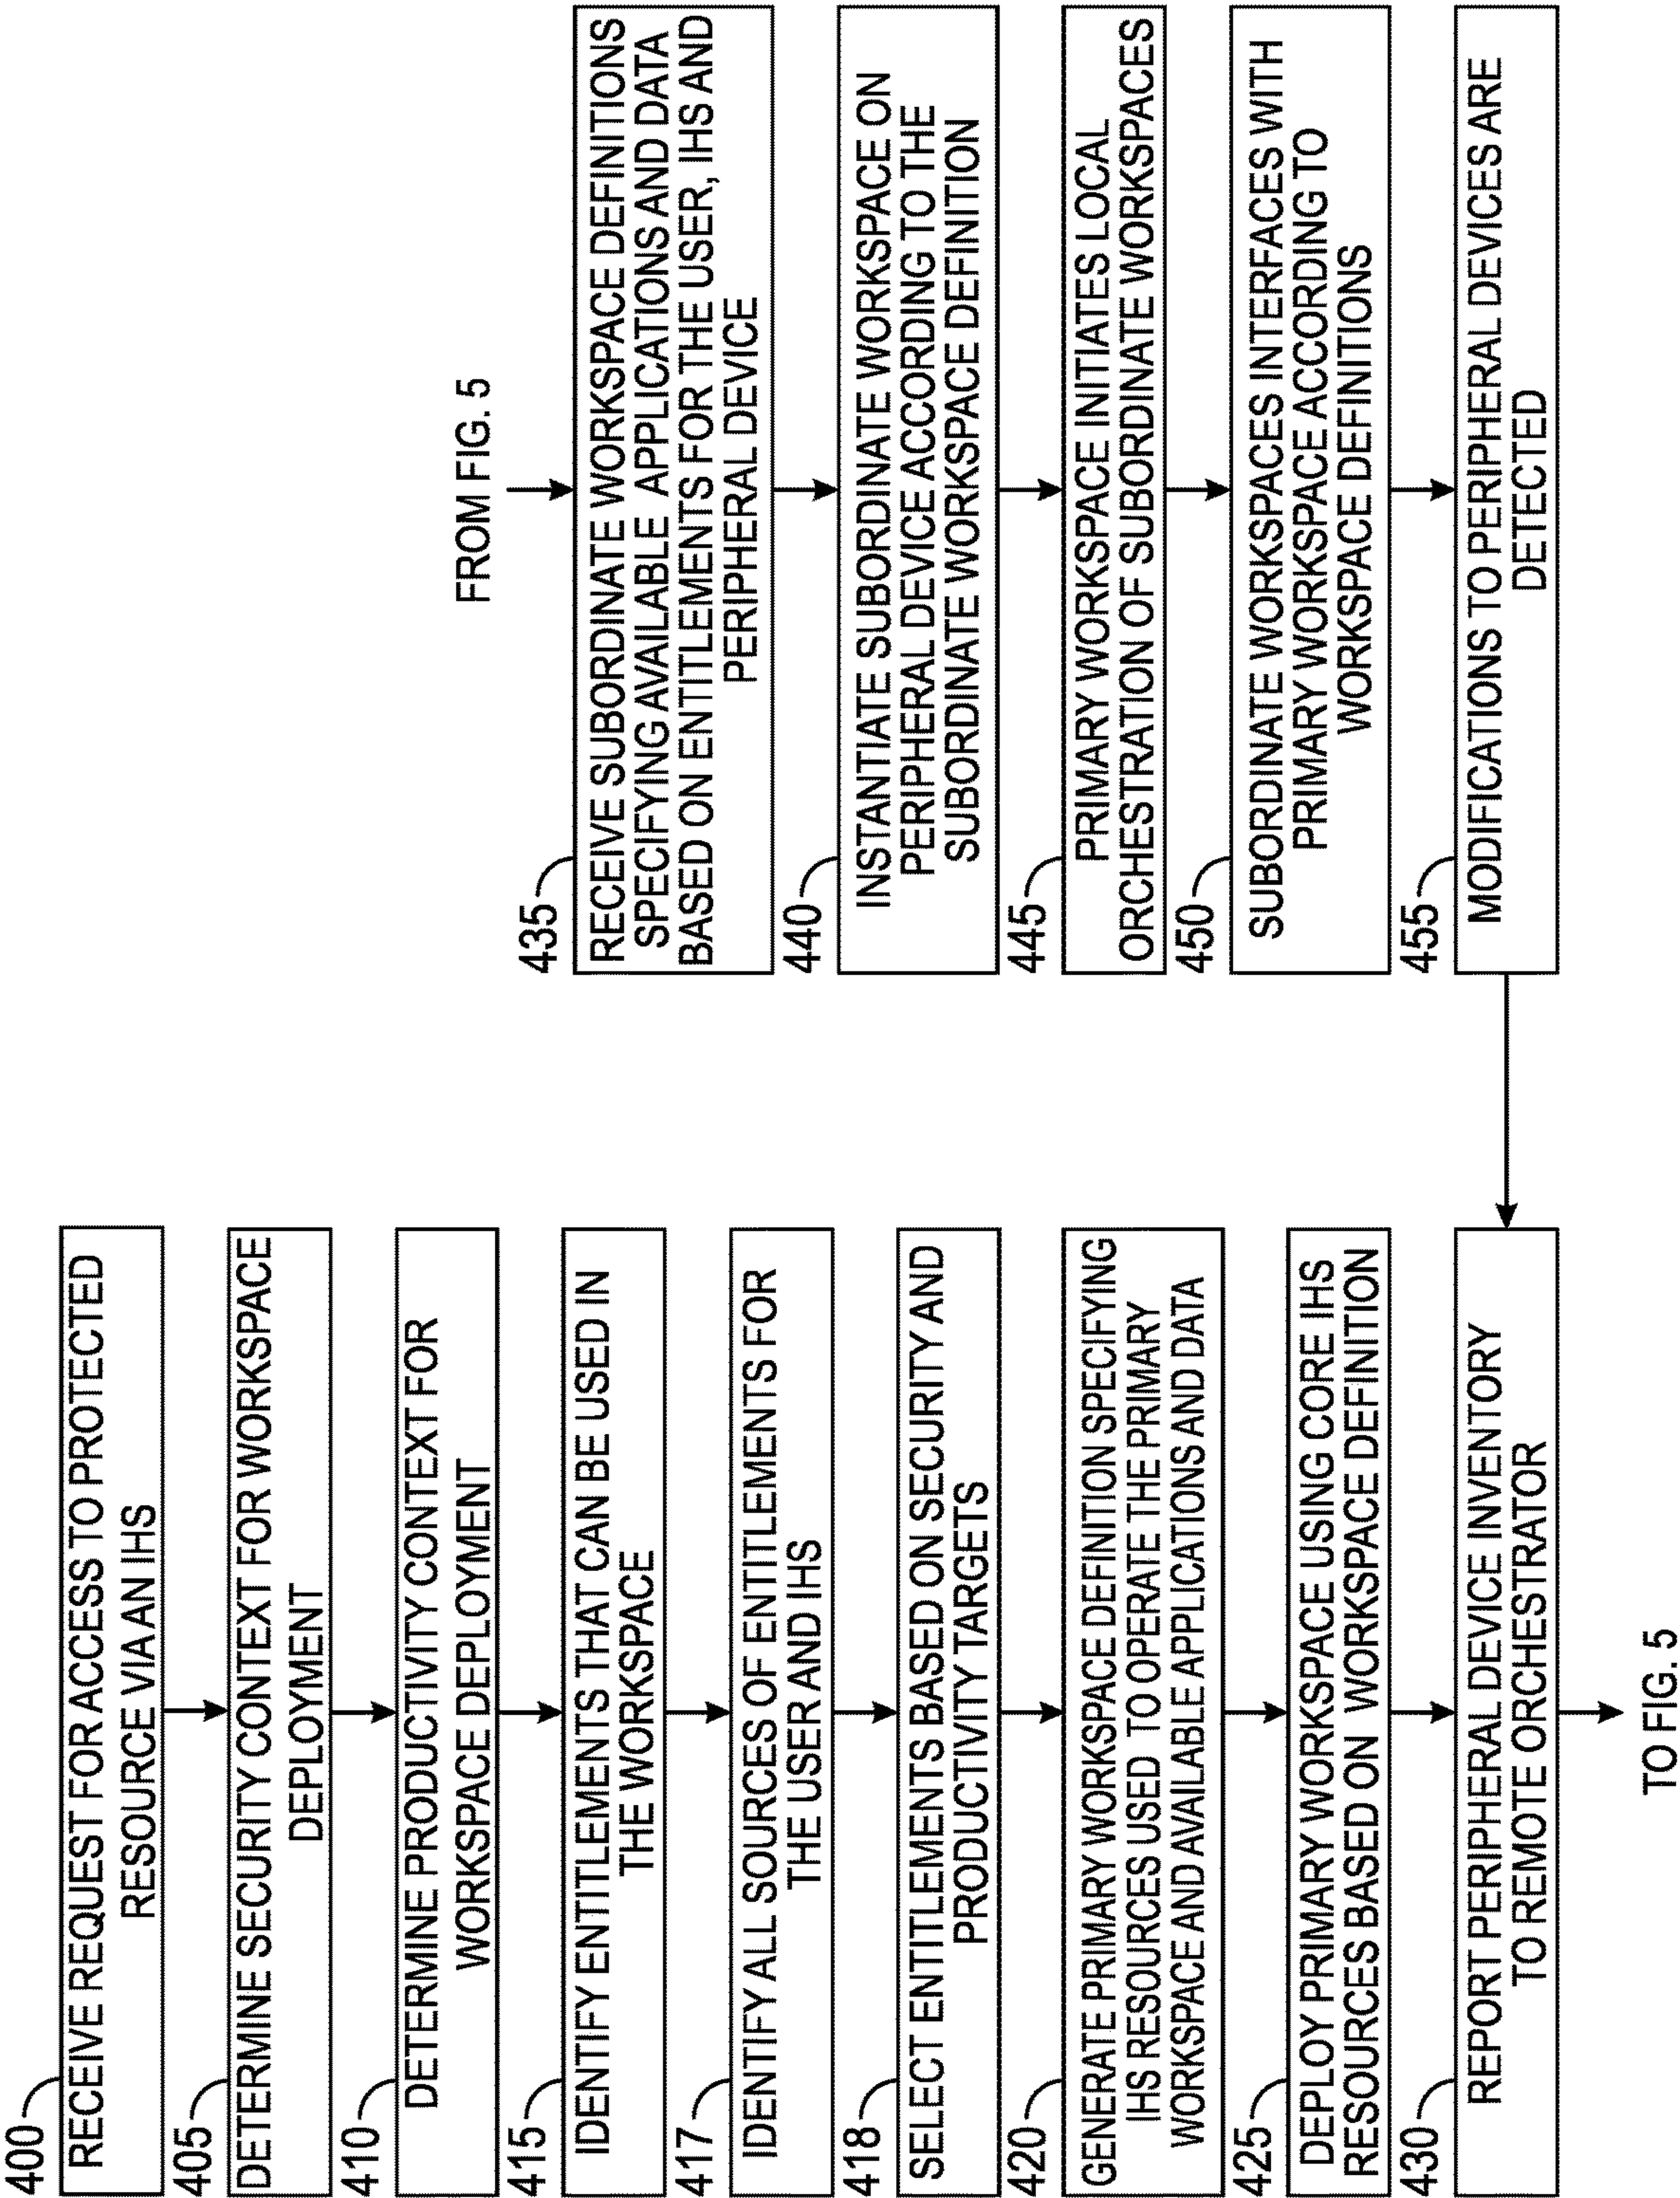 400
RECEIVE REQUEST FOR ACCESS TO PROTECTED
RESOURCE VIA AN IHS
405
DETERMINE SECURITY CONTEXT FOR WORKSPACE
DEPLOYMENT
410
DETERMINE PRODUCTIVITY CONTEXT FOR
WORKSPACE DEPLOYMENT
415
IDENTIFY ENTITLEMENTS THAT CAN BE USED IN
THE WORKSPACE
417
IDENTIFY ALL SOURCES OF ENTITLEMENTS FOR
THE USER AND IHS
418
SELECT ENTITLEMENTS BASED ON SECURITY AND
PRODUCTIVITY TARGETS
420
GENERATE PRIMARY WORKSPACE DEFINITION SPECIFYING
IHS RESOURCES USED TO OPERATE THE PRIMARY
WORKSPACE AND AVAILABLE APPLICATIONS AND DATA
425
DEPLOY PRIMARY WORKSPACE USING CORE IHS
RESOURCES BASED ON WORKSPACE DEFINITION
430
REPORT PERIPHERAL DEVICE INVENTORY
TO REMOTE ORCHESTRATOR
TO FIG. 5
FROM FIG. 5
435
RECEIVE SUBORDINATE WORKSPACE DEFINITIONS
SPECIFYING AVAILABLE APPLICATIONS AND DATA
BASED ON ENTITLEMENTS FOR THE USER, IHS AND
PERIPHERAL DEVICE
440
INSTANTIATE SUBORDINATE WORKSPACE ON
PERIPHERAL DEVICE ACCORDING TO THE
SUBORDINATE WORKSPACE DEFINITION
445
PRIMARY WORKSPACE INITIATES LOCAL
ORCHESTRATION OF SUBORDINATE WORKSPACES
450
SUBORDINATE WORKSPACES INTERFACES WITH
PRIMARY WORKSPACE ACCORDING TO
WORKSPACE DEFINITIONS
455
MODIFICATIONS TO PERIPHERAL DEVICES ARE
DETECTED